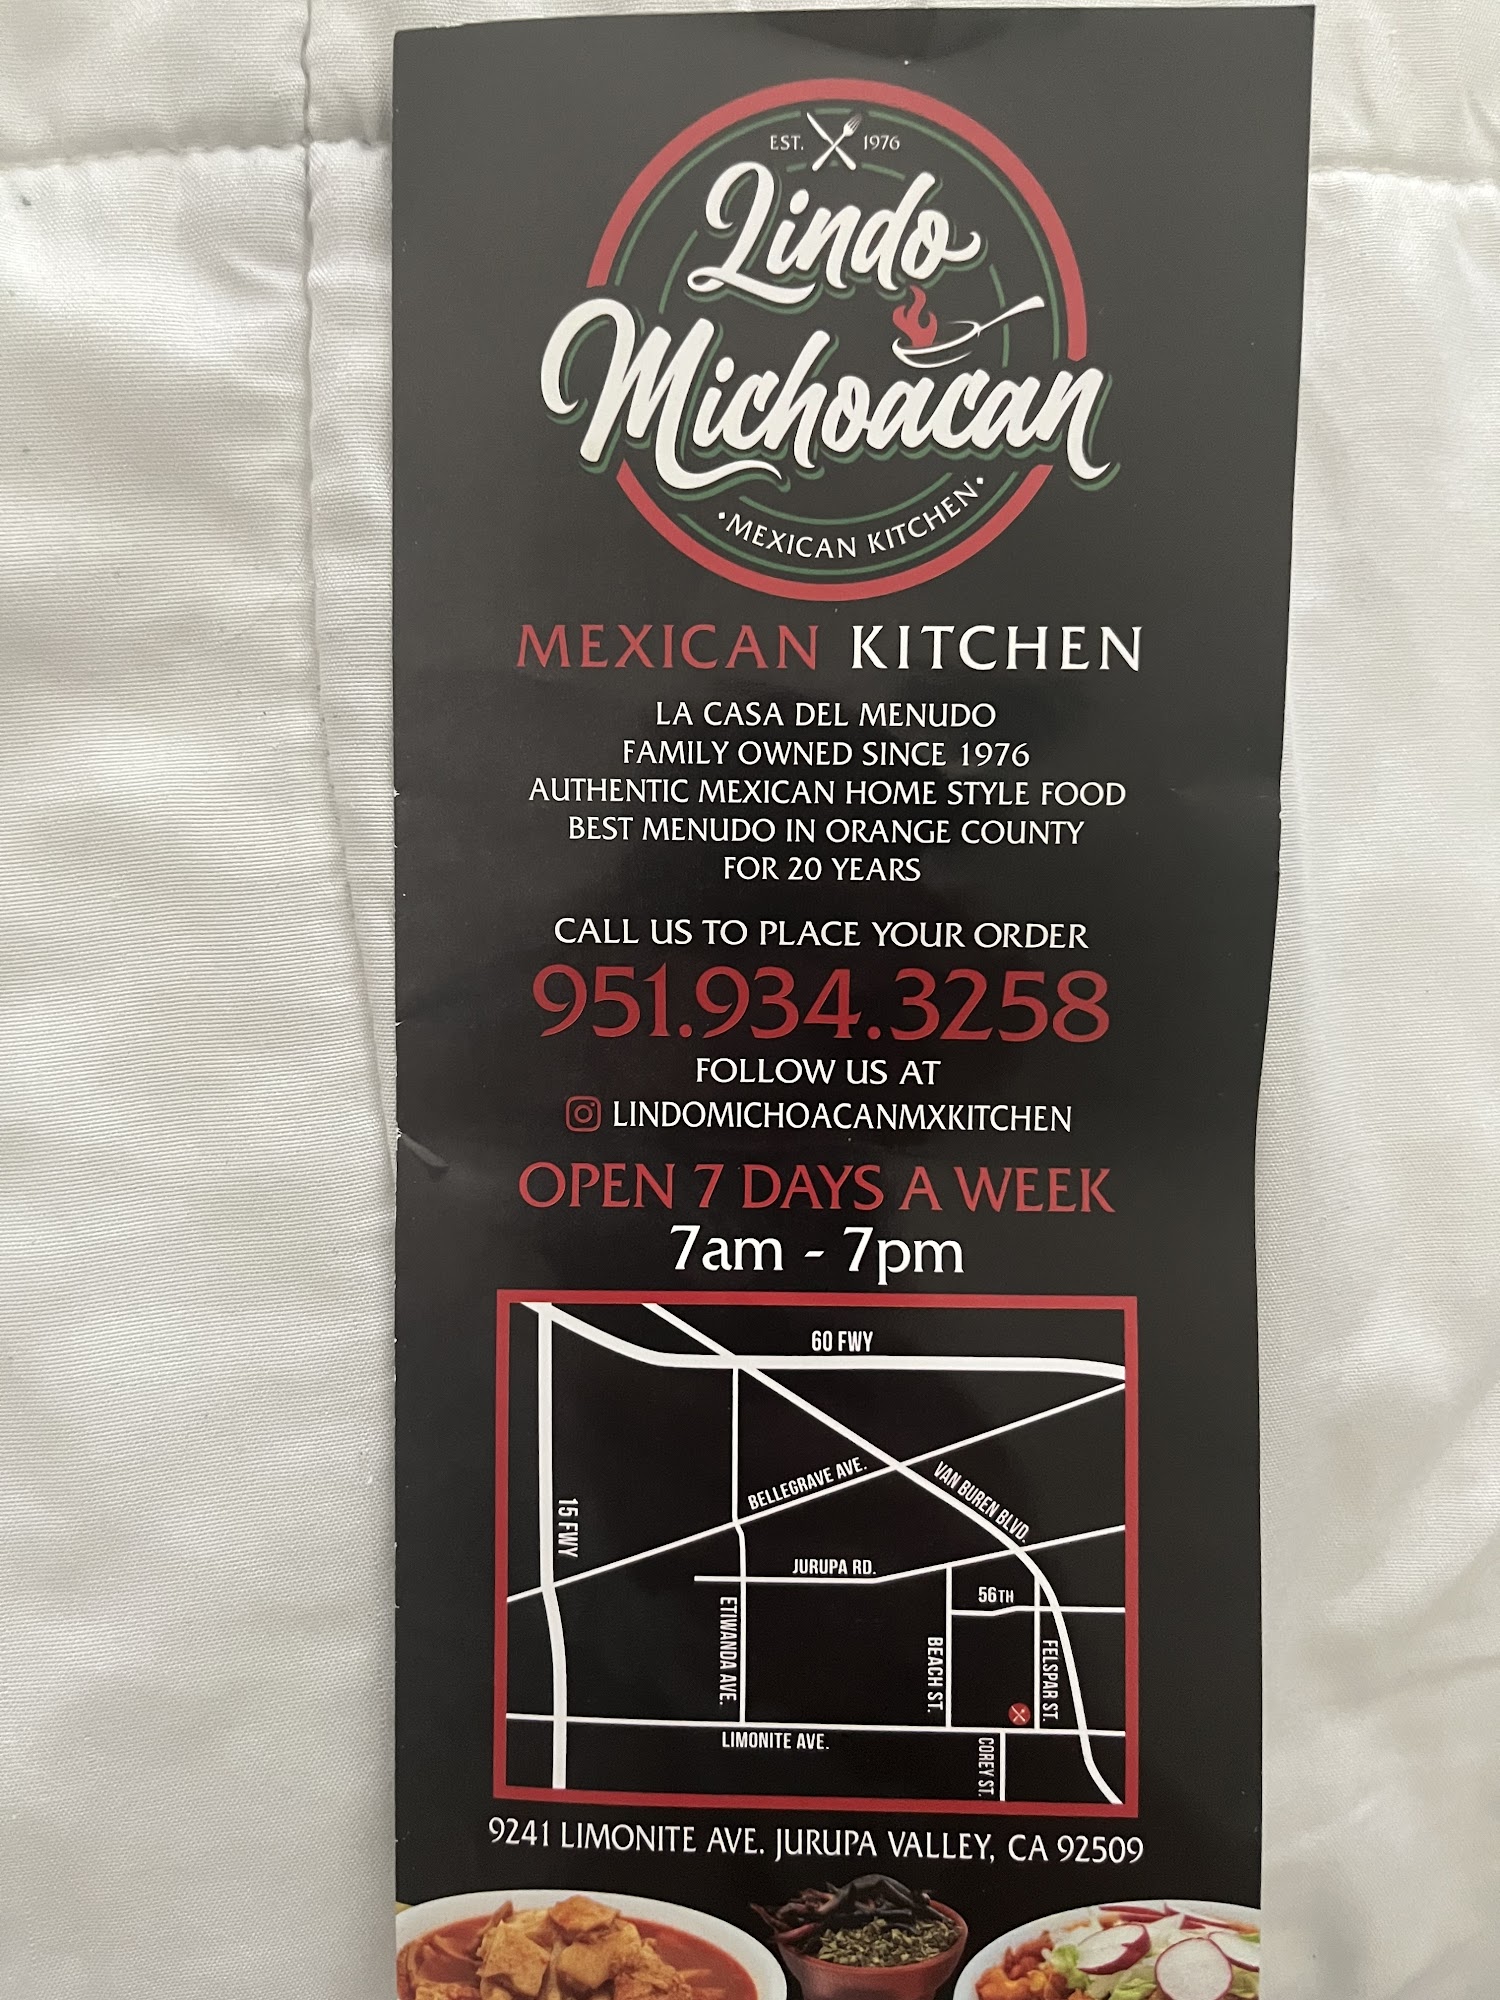 EST. 1976
Lindo
Michoacan
•MEXICAN KITCHEN•
MEXICAN KITCHEN
LA CASA DEL MENUDO
FAMILY OWNED SINCE 1976
AUTHENTIC MEXICAN HOME STYLE FOOD
BEST MENUDO IN ORANGE COUNTY
FOR 20 YEARS
CALL US TO PLACE YOUR ORDER
951.934.3258
FOLLOW US AT
LINDOMICHOACANMXKITCHEN
OPEN 7 DAYS A WEEK
7am - 7pm
60 FWY
BELLEGRAVE AVE.
VAN BUREN BLVD.
15 FWY
JURUPA RD.
56TH
ETIWANDA AVE.
BEACH ST.
FELSPAR ST.
LIMONITE AVE.
COREY ST.
9241 LIMONITE AVE. JURUPA VALLEY, CA 92509